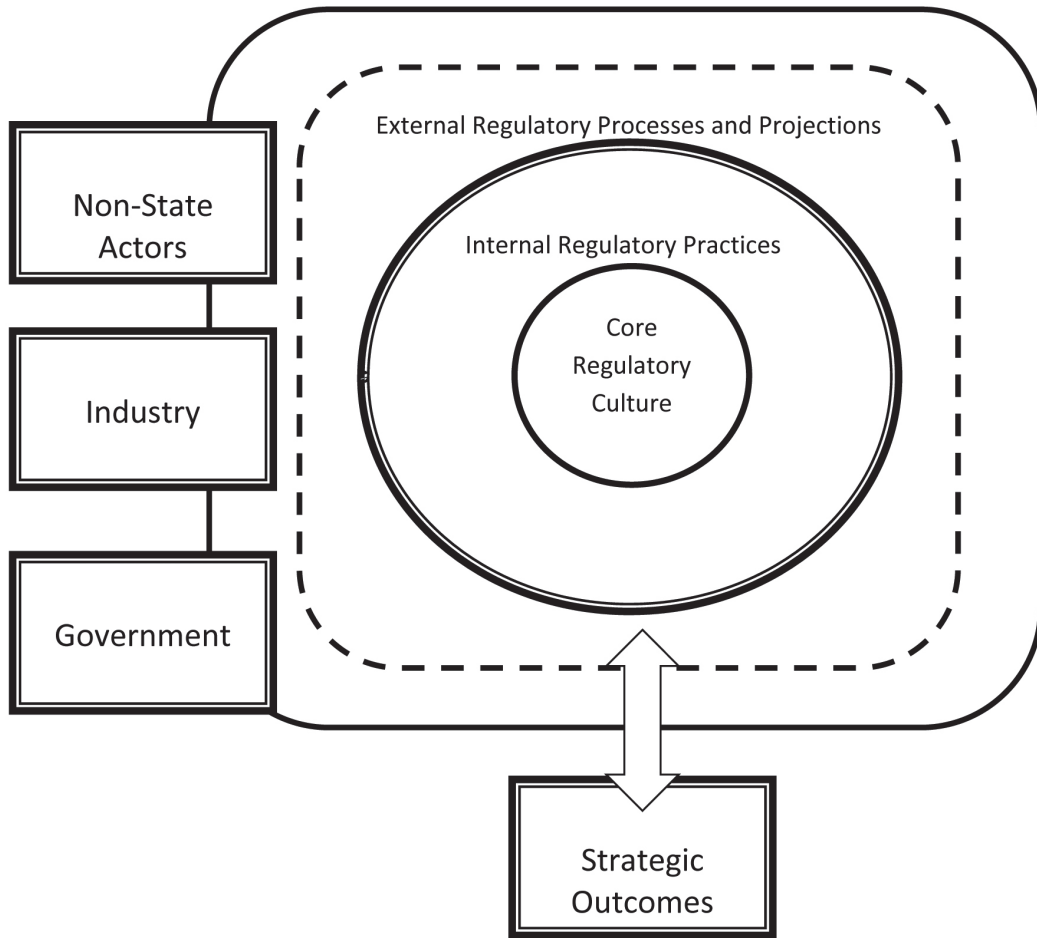 External Regulatory Processes and Projections
Non-State
Actors
Internal Regulatory Practices
Core
Regulatory
Culture
Industry
Government
Strategic
Outcomes